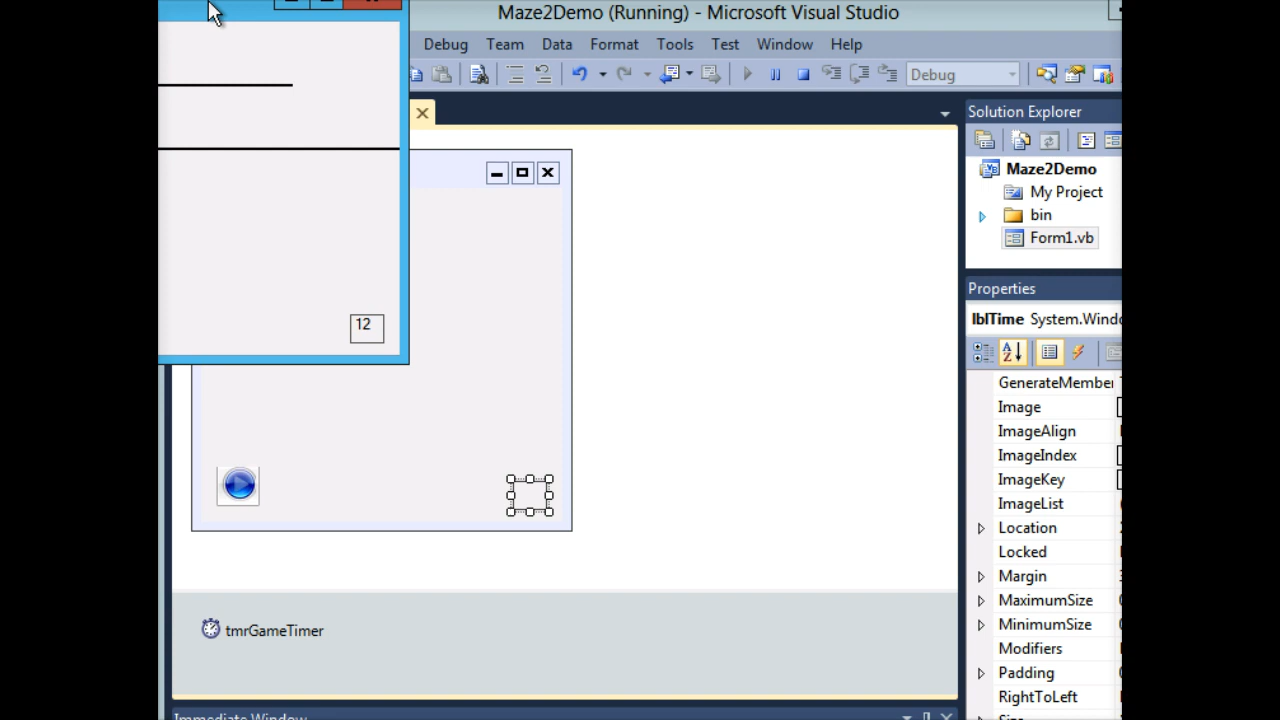 Maze2Demo (Running) - Microsoft Visual Studio
Debug Team Data Format Tools Test Window Help
Debug
Solution Explorer
Maze2Demo
My Project
bin
Form1.vb
12
Properties
lblTime System.Windo
GenerateMember
Image
ImageAlign
ImageIndex
ImageKey
ImageList
Location
Locked
Margin
MaximumSize
MinimumSize
Modifiers
Padding
RightToLeft
tmrGameTimer
Immediate Window